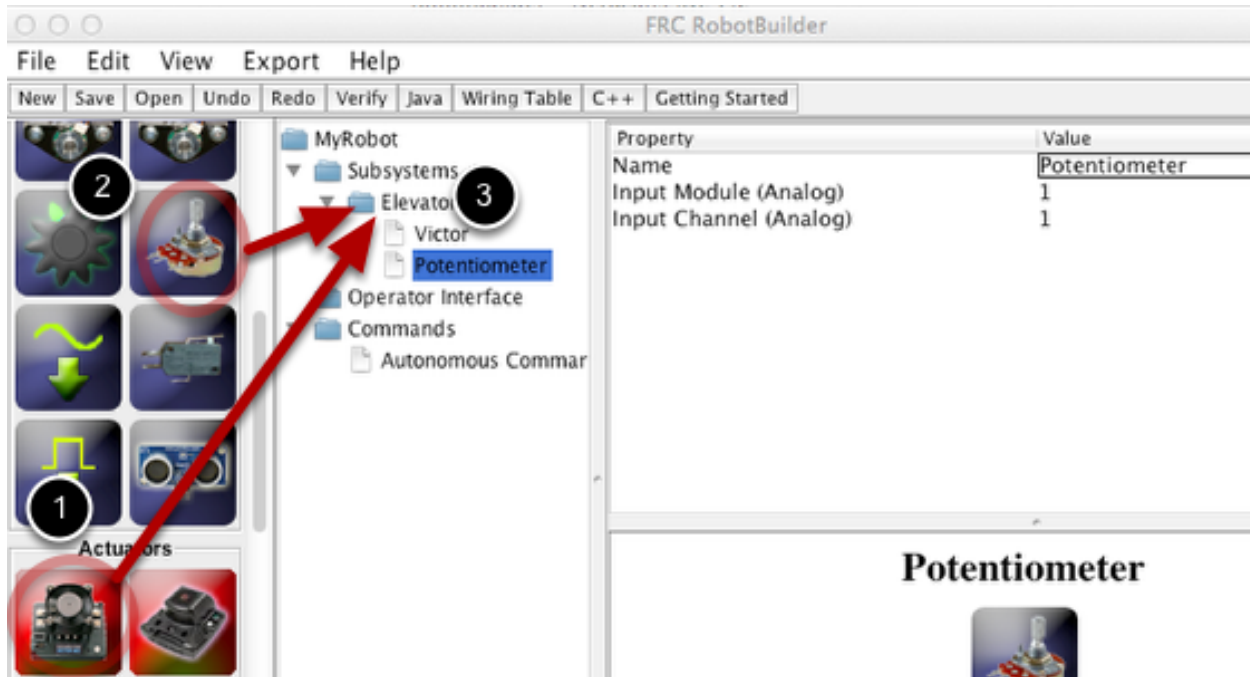 FRC RobotBuilder
File Edit View Export Help
New Save Open Undo Redo Verify Java Wiring Table C++ Getting Started
MyRobot
Subsystems
Elevato
Victor
Potentiometer
Operator Interface
Commands
Autonomous Commar
Property Value
Name Potentiometer
Input Module (Analog) 1
Input Channel (Analog) 1
2
3
1
Actuators
Potentiometer